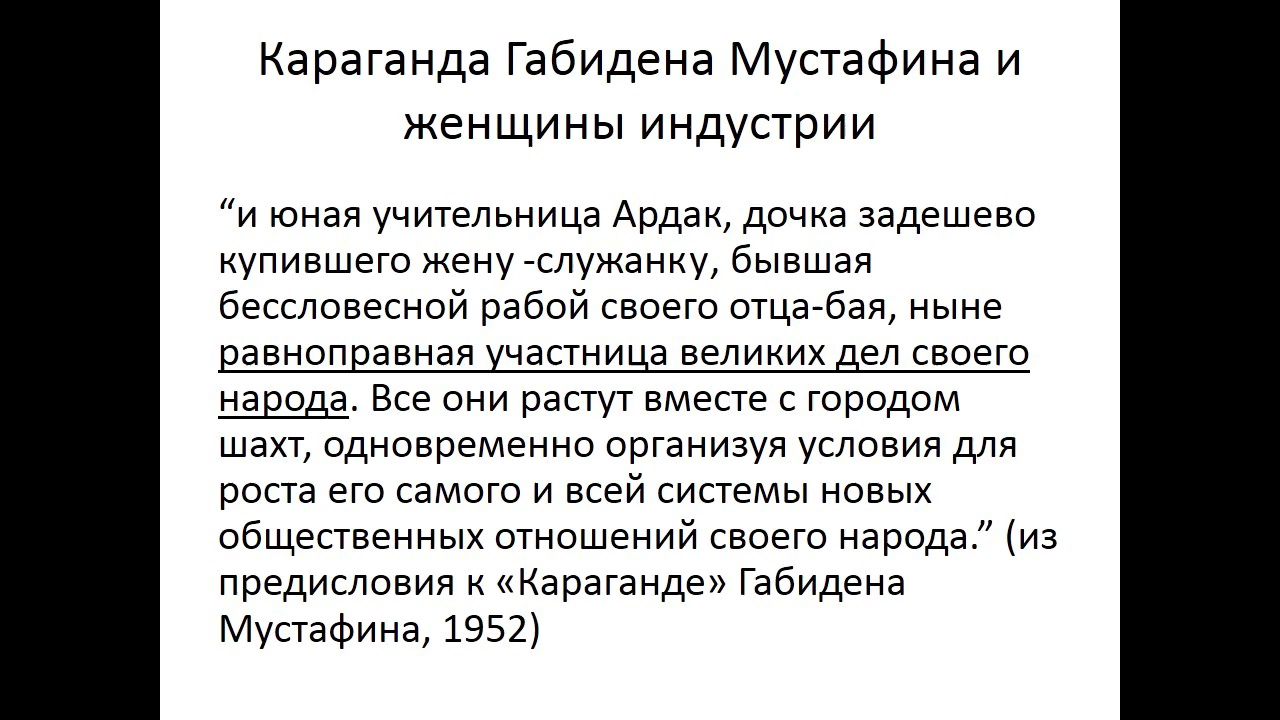 Караганда Габидена Мустафина и
женщины индустрии
“и юная учительница Ардак, дочка задешево
купившего жену -служанку, бывшая
бессловесной рабой своего отца-бая, ныне
равноправная участница великих дел своего
народа. Все они растут вместе с городом
шахт, одновременно организуя условия для
роста его самого и всей системы новых
общественных отношений своего народа.” (из
предисловия к «Караганде» Габидена
Мустафина, 1952)